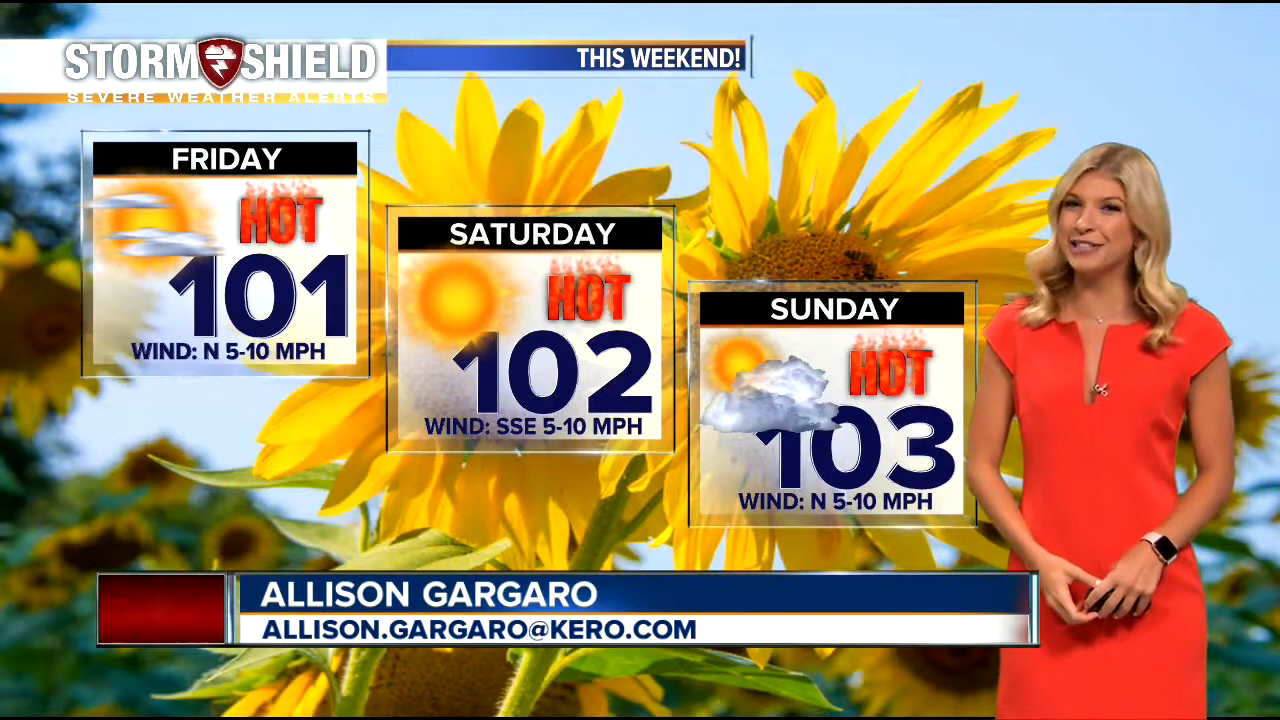 STORM SHIELD
SEVERE WEATHER ALERTS
THIS WEEKEND!
FRIDAY
HOT
101
WIND: N 5-10 MPH
SATURDAY
HOT
102
WIND: SSE 5-10 MPH
SUNDAY
HOT
103
WIND: N 5-10 MPH
ALLISON GARGARO
ALLISON.GARGARO@KERO.COM